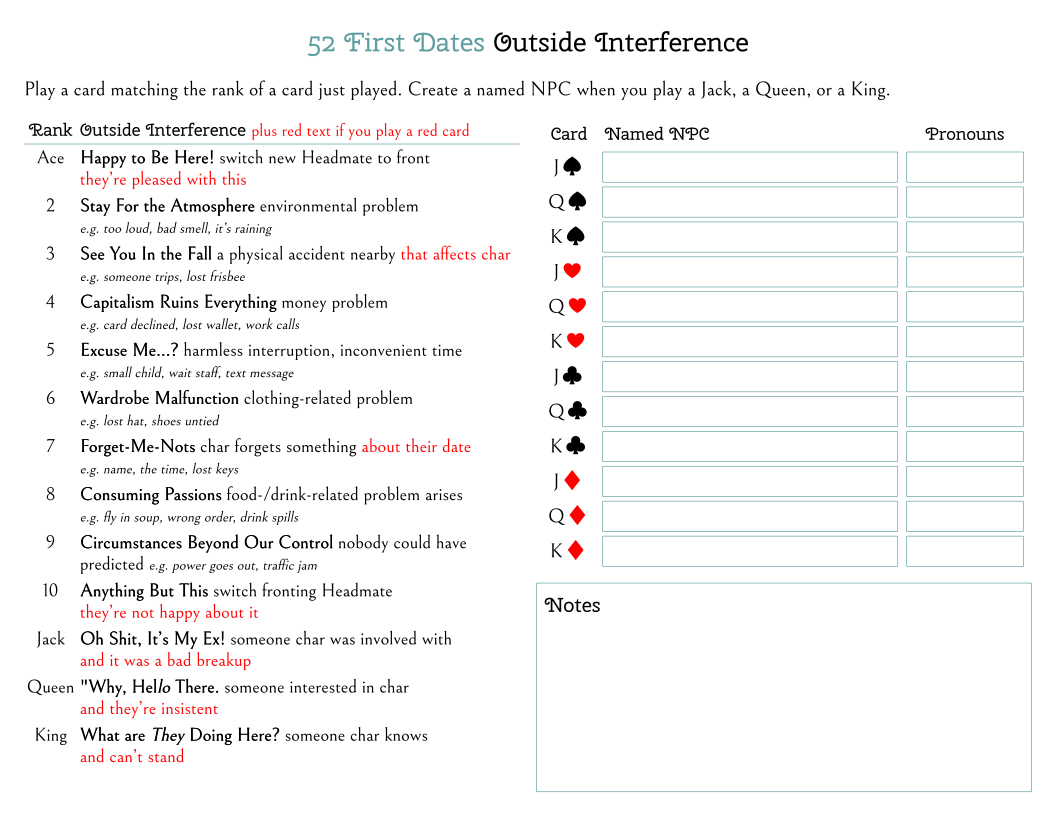 52 First Dates Outside Interference
Play a card matching the rank of a card just played. Create a named NPC when you play a Jack, a Queen, or a King.
Rank Outside Interference plus red text if you play a red card
Ace Happy to Be Here! switch new Headmate to front
they're pleased with this
2 Stay For the Atmosphere environmental problem
e.g. too loud, bad smell, it's raining
3 See You In the Fall a physical accident nearby that affects char
e.g. someone trips, lost frisbee
4 Capitalism Ruins Everything money problem
e.g. card declined, lost wallet, work calls
5 Excuse Me...? harmless interruption, inconvenient time
e.g. small child, wait staff, text message
6 Wardrobe Malfunction clothing-related problem
e.g. lost hat, shoes untied
7 Forget-Me-Nots char forgets something about their date
e.g. name, the time, lost keys
8 Consuming Passions food-/drink-related problem arises
e.g. fly in soup, wrong order, drink spills
9 Circumstances Beyond Our Control nobody could have
predicted e.g. power goes out, traffic jam
10 Anything But This switch fronting Headmate
they're not happy about it
Jack Oh Shit, It's My Ex! someone char was involved with
and it was a bad breakup
Queen "Why, Hello There. someone interested in char
and they're insistent
King What are They Doing Here? someone char knows
and can't stand
Card Named NPC Pronouns
J♠
Q♠
K♠
J♥
Q♥
K♥
J♣
Q♣
K♣
J♦
Q♦
K♦
Notes